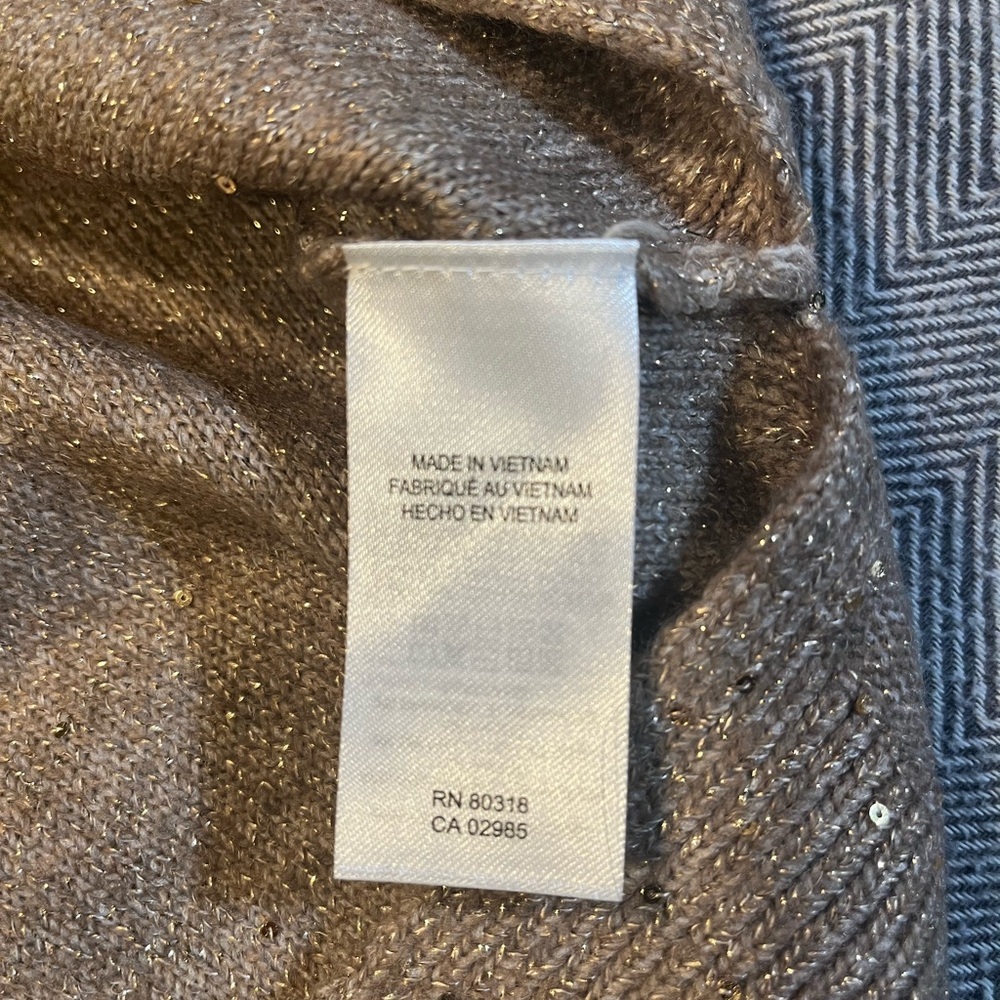 MADE IN VIETNAM
FABRIQUÉ AU VIETNAM
HECHO EN VIETNAM
RN 80318
CA 02985